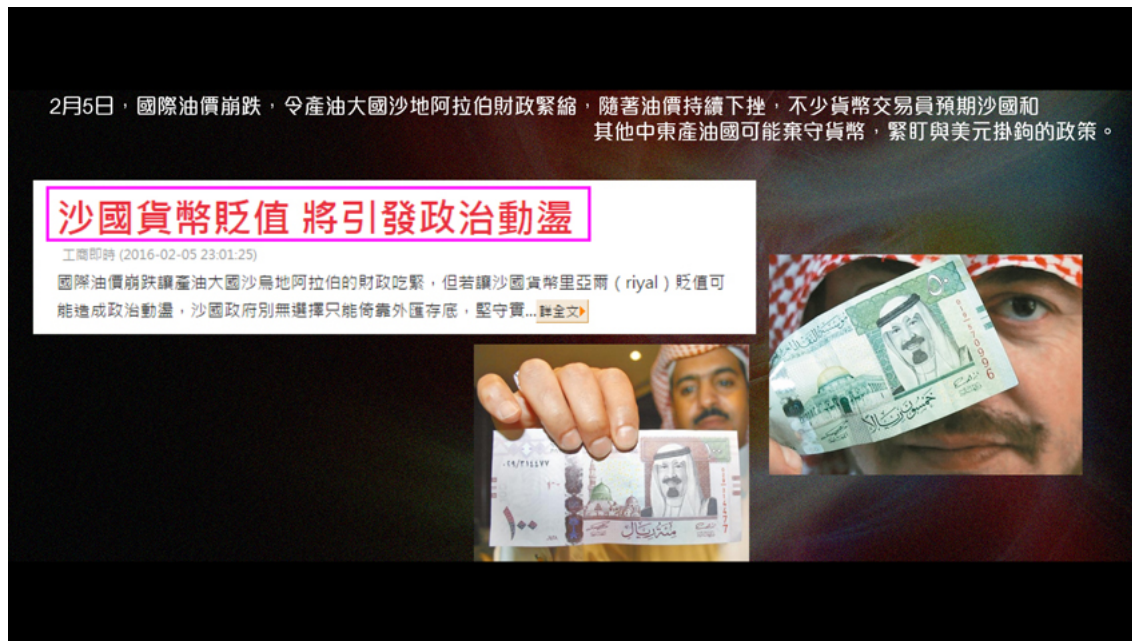 2月5日，國際油價崩跌，令產油大國沙地阿拉伯財政緊縮，隨著油價持續下挫，不少貨幣交易員預期沙國和
其他中東產油國可能棄守貨幣，緊盯與美元掛鉤的政策。
沙國貨幣貶值 將引發政治動盪
工商即時 (2016-02-05 23:01:25)
國際油價崩跌讓產油大國沙烏地阿拉伯的財政吃緊，但若讓沙國貨幣里亞爾（riyal）貶值可
能造成政治動盪，沙國政府別無選擇只能倚靠外匯存底，堅守實...詳全文
٥٠
خمسون ريالا
١٠٠
مئة ريال